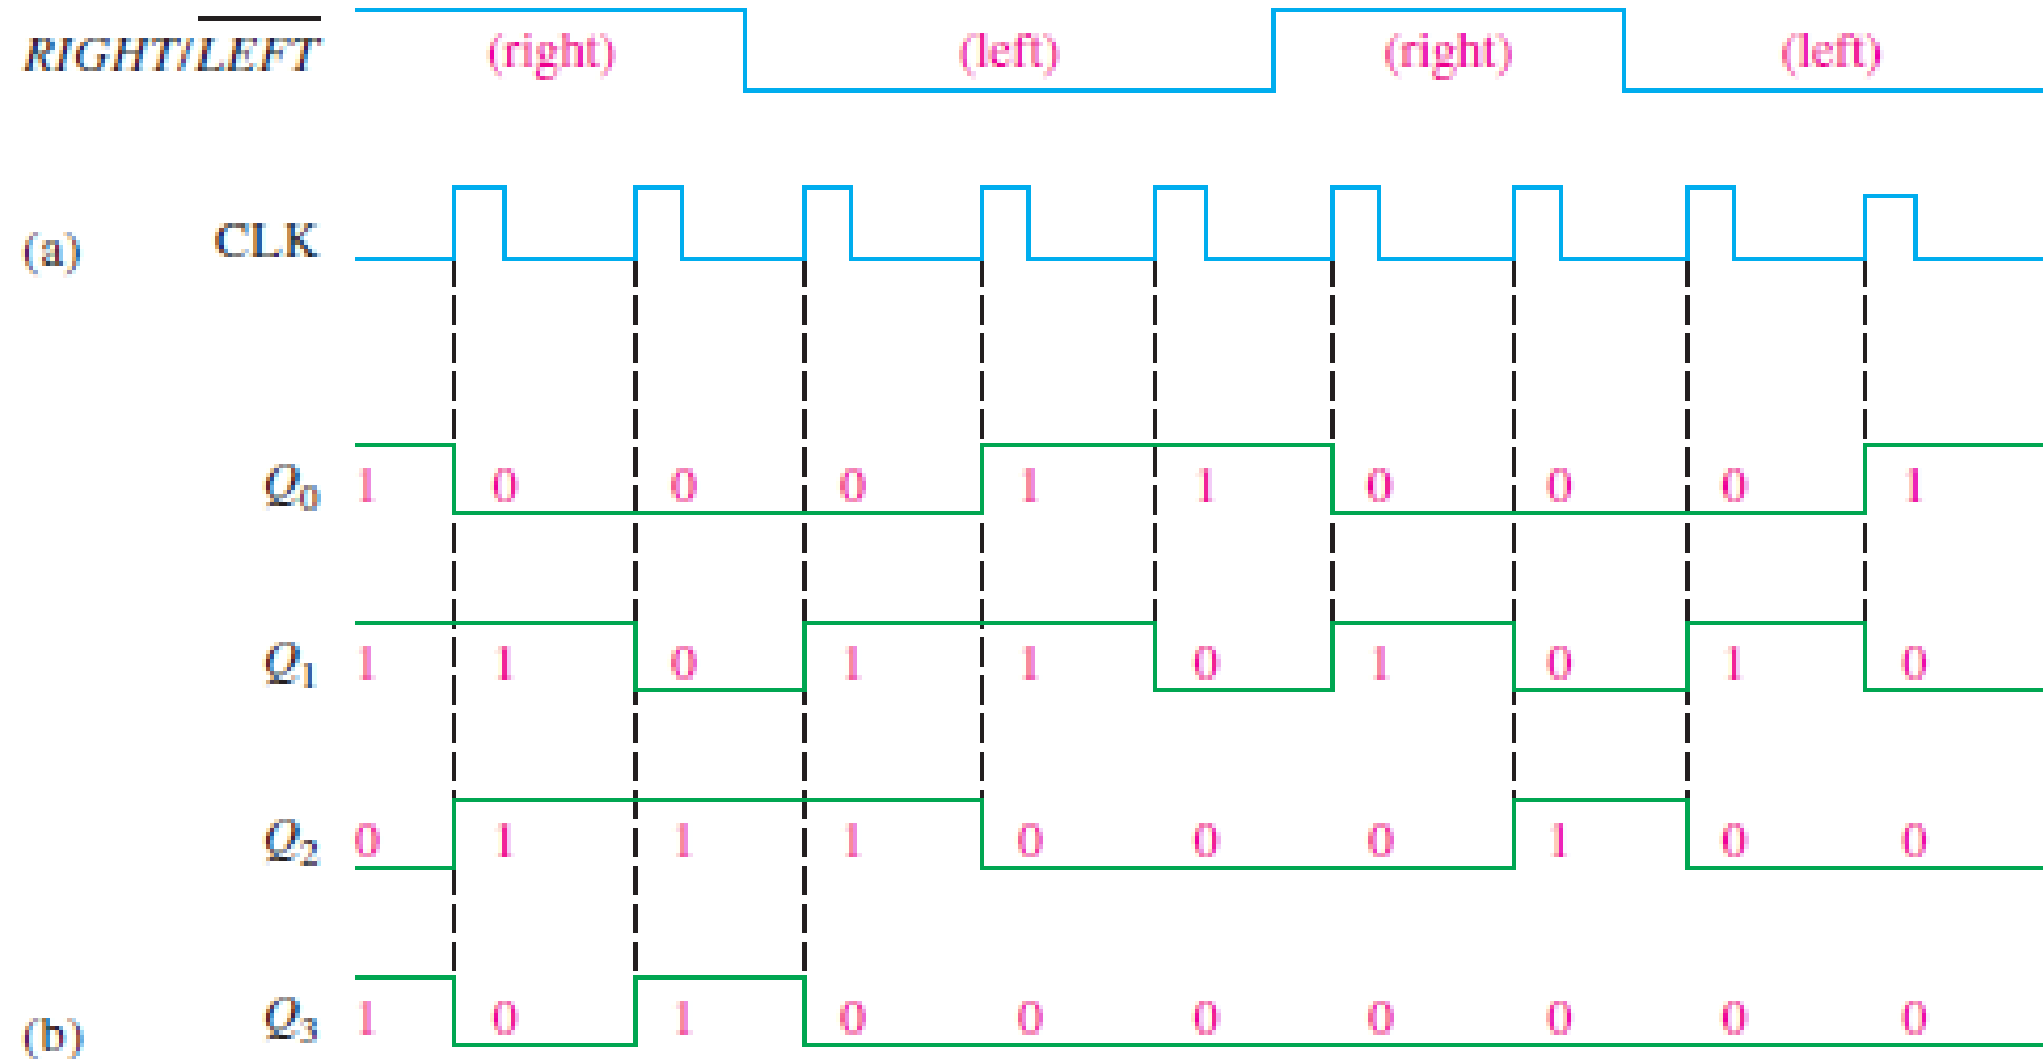 RIGHT/LEFT (right) (left) (right) (left)
(a) CLK
Q0 1 0 0 0 1 1 0 0 0 1
Q1 1 1 0 1 1 0 1 0 1 0
Q2 0 1 1 1 0 0 0 1 0 0
(b) Q3 1 0 1 0 0 0 0 0 0 0